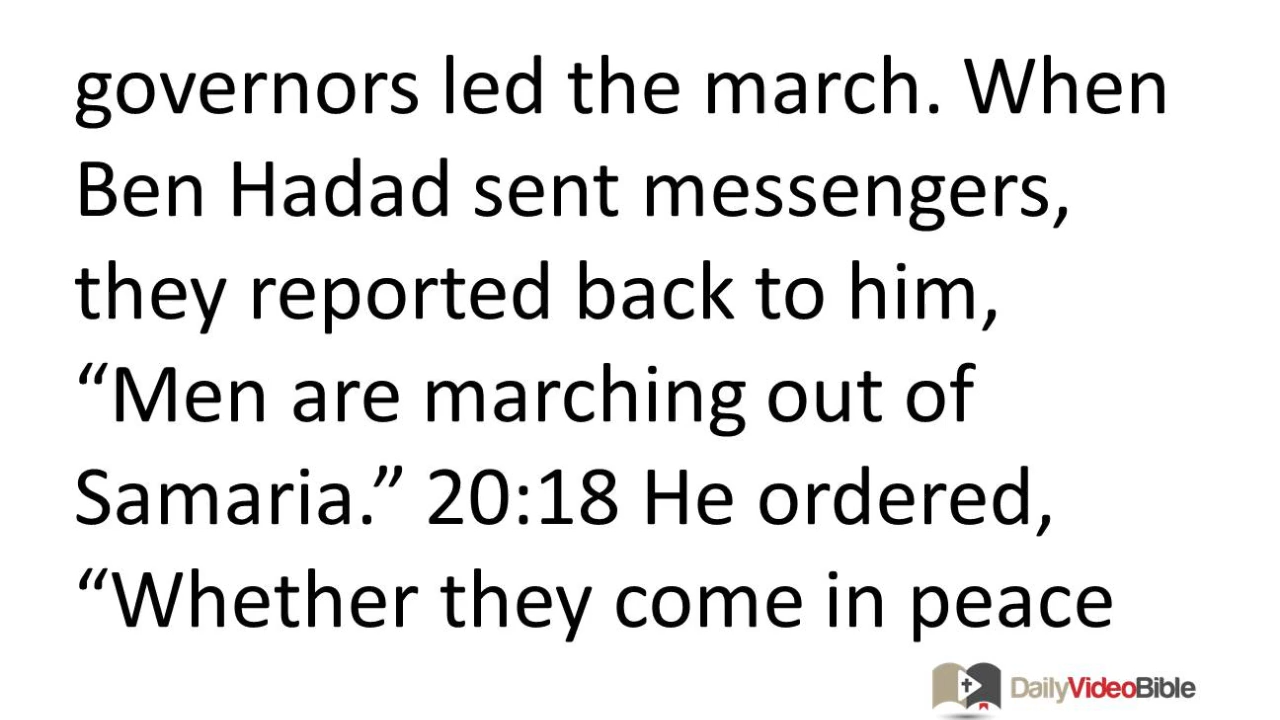 governors led the march. When
Ben Hadad sent messengers,
they reported back to him,
“Men are marching out of
Samaria.” 20:18 He ordered,
“Whether they come in peace
DailyVideoBible